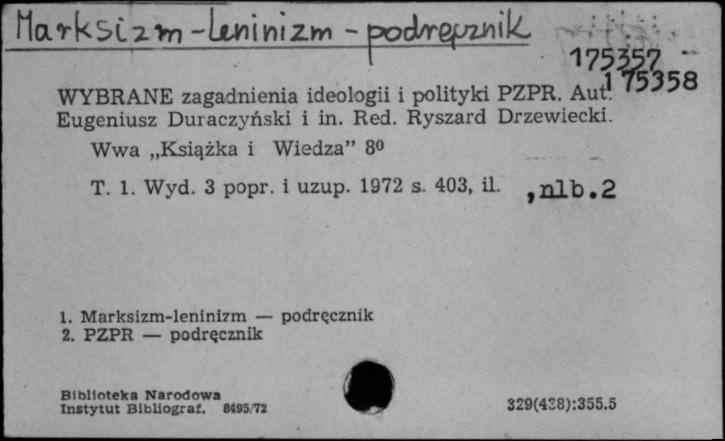 Marksizm-leninizm - podręcznik
175357
175358
WYBRANE zagadnienia ideologii i polityki PZPR. Aut.
Eugeniusz Duraczyński i in. Red. Ryszard Drzewiecki.
Wwa „Książka i Wiedza” 8⁰
T. 1. Wyd. 3 popr. i uzup. 1972 s. 403, il. , nlb.2
1. Marksizm-leninizm — podręcznik
2. PZPR — podręcznik
Biblioteka Narodowa
Instytut Bibliograf. 8495/72
329(438):355.5